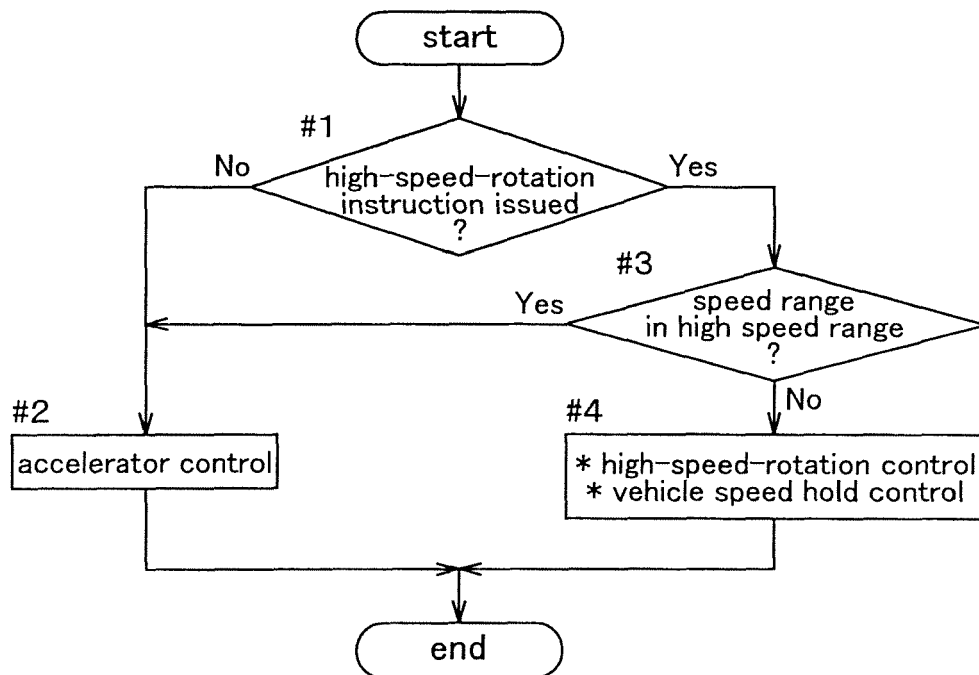 start
#1
No
Yes
high-speed-rotation
instruction issued
?
#3
Yes
speed range
in high speed range
?
No
#2
accelerator control
#4
* high-speed-rotation control
* vehicle speed hold control
end